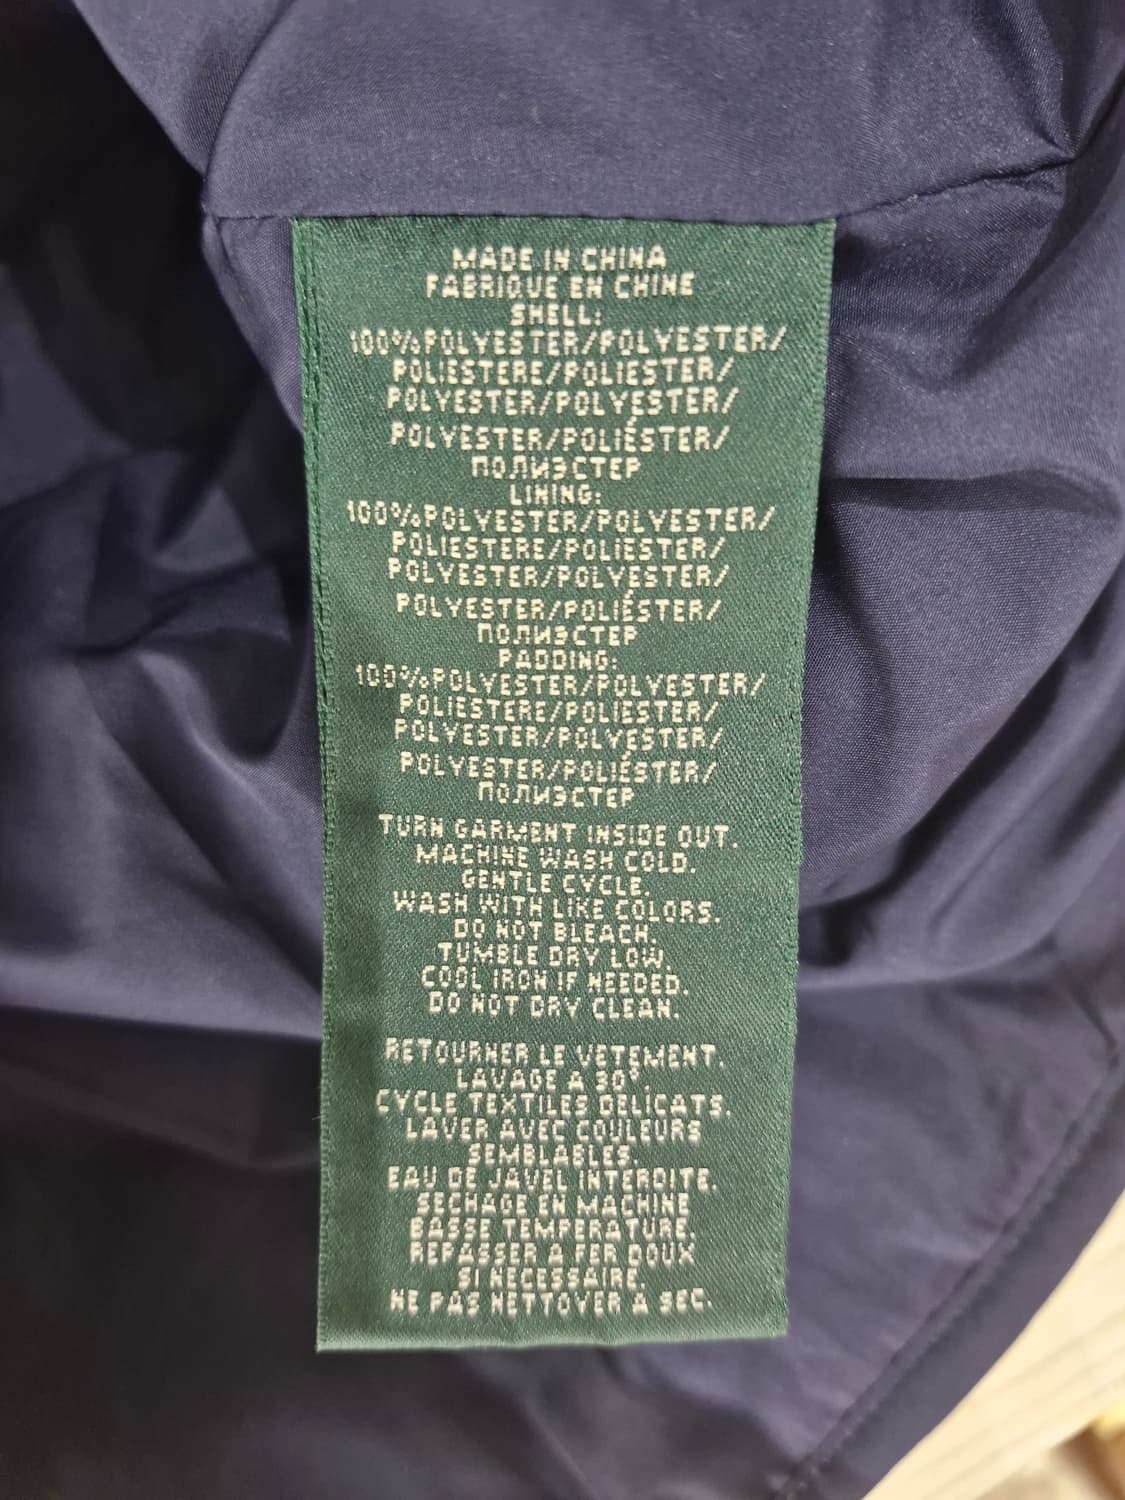 MADE IN CHINA
FABRIQUE EN CHINE
SHELL:
100%POLYESTER/POLYESTER/
POLIESTERE/POLIESTER/
POLYESTER/POLYESTER/
POLYESTER/POLIÉSTER/
ПОЛИЭСТЕР
LINING:
100%POLYESTER/POLYESTER/
POLIESTERE/POLIESTER/
POLYESTER/POLYESTER/
POLYESTER/POLIÉSTER/
ПОЛИЭСТЕР
PADDING:
100%POLYESTER/POLYESTER/
POLIESTERE/POLIESTER/
POLYESTER/POLYESTER/
POLYESTER/POLIÉSTER/
ПОЛИЭСТЕР
TURN GARMENT INSIDE OUT.
MACHINE WASH COLD.
GENTLE CYCLE.
WASH WITH LIKE COLORS.
DO NOT BLEACH.
TUMBLE DRY LOW.
COOL IRON IF NEEDED.
DO NOT DRY CLEAN.
RETOURNER LE VETEMENT.
LAVAGE A 30°.
CYCLE TEXTILES DELICATS.
LAVER AVEC COULEURS
SEMBLABLES.
EAU DE JAVEL INTERDITE.
SECHAGE EN MACHINE
BASSE TEMPERATURE.
REPASSER A FER DOUX
SI NECESSAIRE.
NE PAS NETTOYER A SEC.